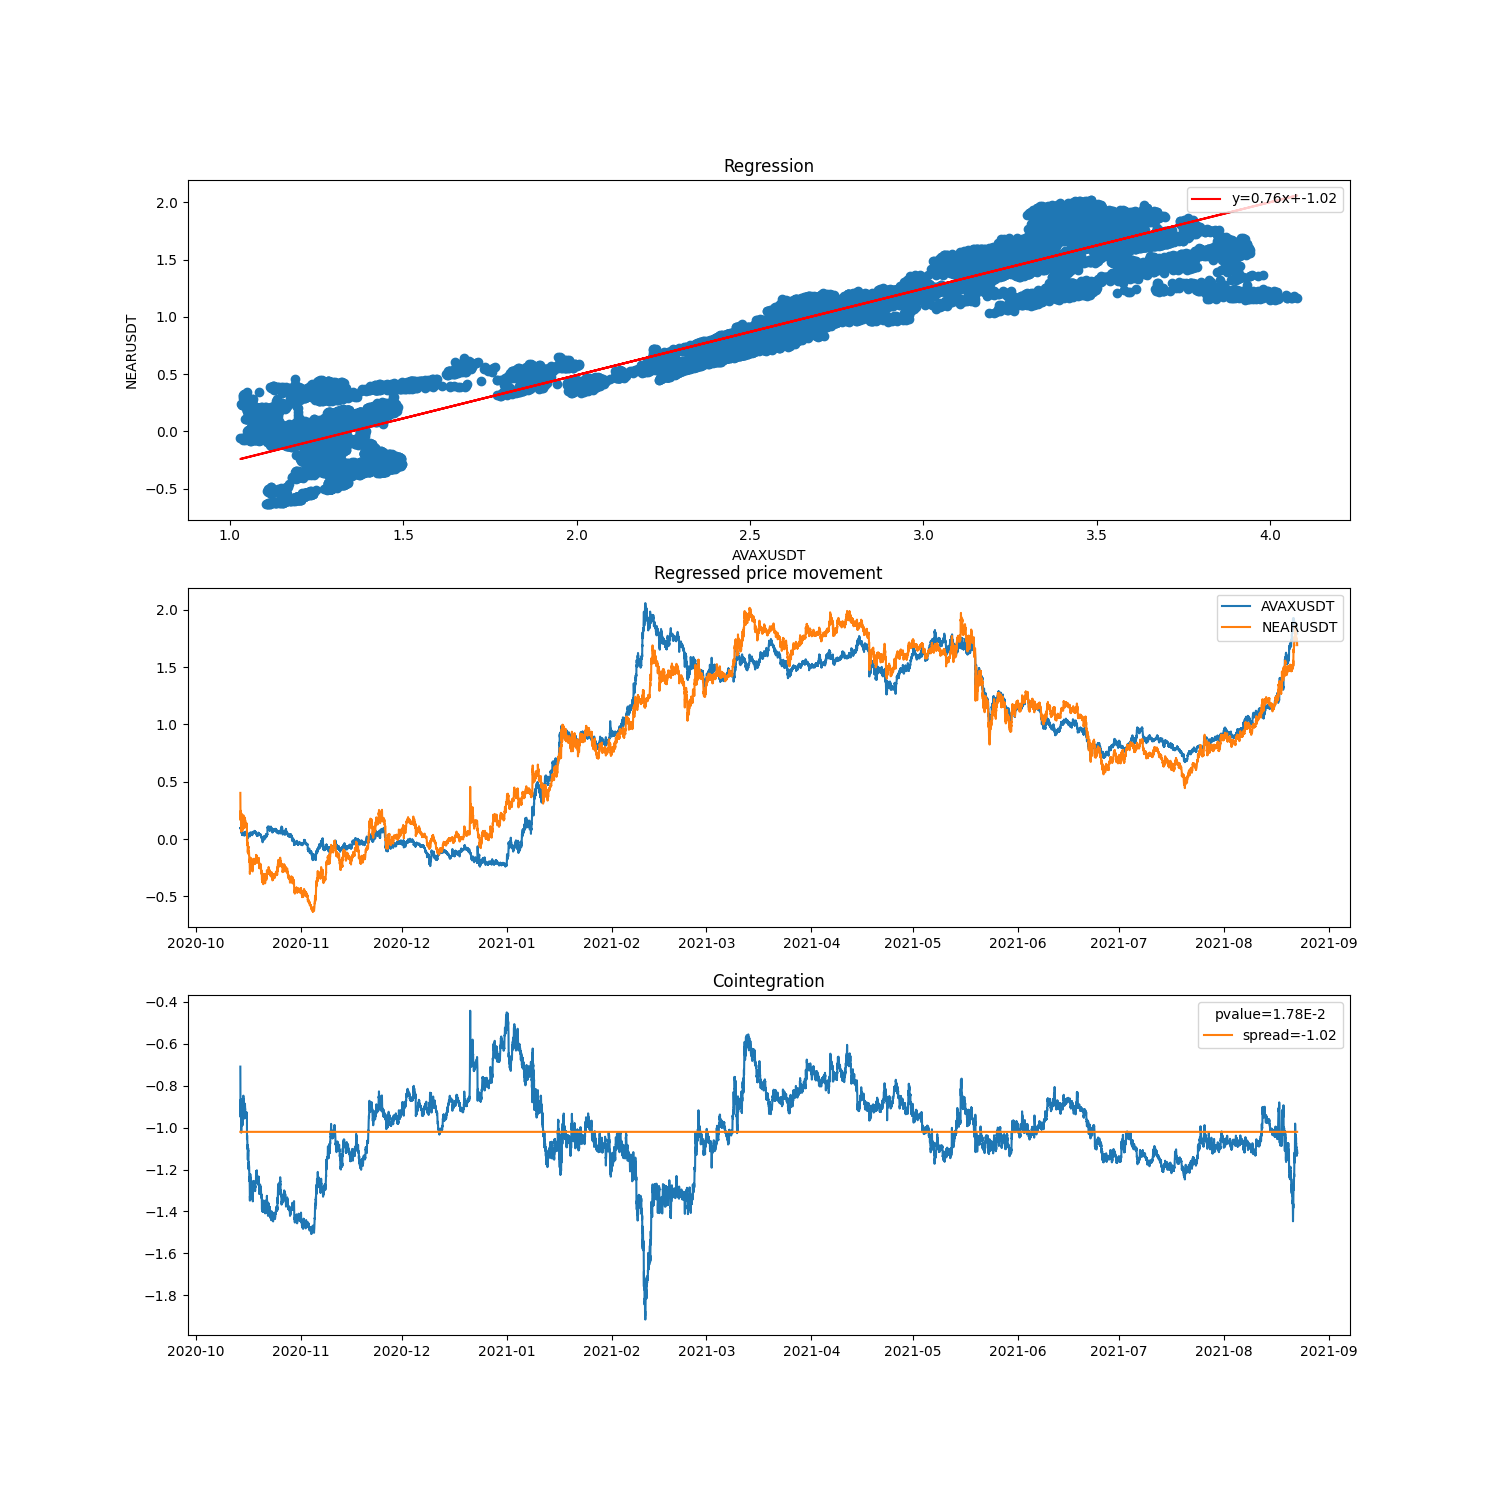 Regression
2.0
1.5
1.0
0.5
0.0
−0.5
NEARUSDT
y=0.76x+-1.02
1.0 1.5 2.0 2.5 3.0 3.5 4.0
AVAXUSDT
Regressed price movement
2.0
1.5
1.0
0.5
0.0
−0.5
AVAXUSDT
NEARUSDT
2020-10 2020-11 2020-12 2021-01 2021-02 2021-03 2021-04 2021-05 2021-06 2021-07 2021-08 2021-09
Cointegration
−0.4
−0.6
−0.8
−1.0
−1.2
−1.4
−1.6
−1.8
pvalue=1.78E-2
spread=-1.02
2020-10 2020-11 2020-12 2021-01 2021-02 2021-03 2021-04 2021-05 2021-06 2021-07 2021-08 2021-09